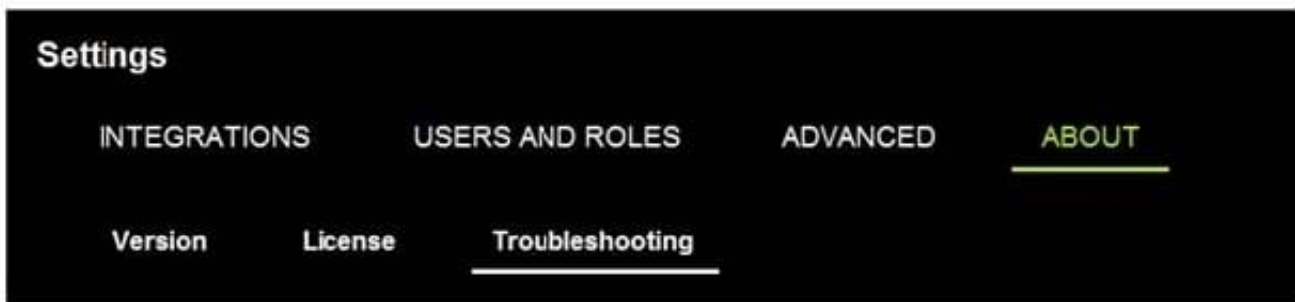 Settings
INTEGRATIONS USERS AND ROLES ADVANCED ABOUT
Version License Troubleshooting